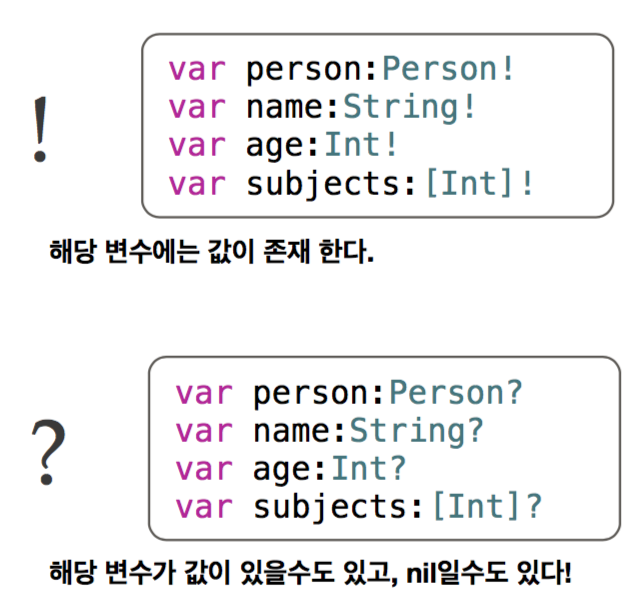 !
var person:Person!
var name:String!
var age:Int!
var subjects:[Int]!
해당 변수에는 값이 존재 한다.
?
var person:Person?
var name:String?
var age:Int?
var subjects:[Int]?
해당 변수가 값이 있을수도 있고, nil일수도 있다!